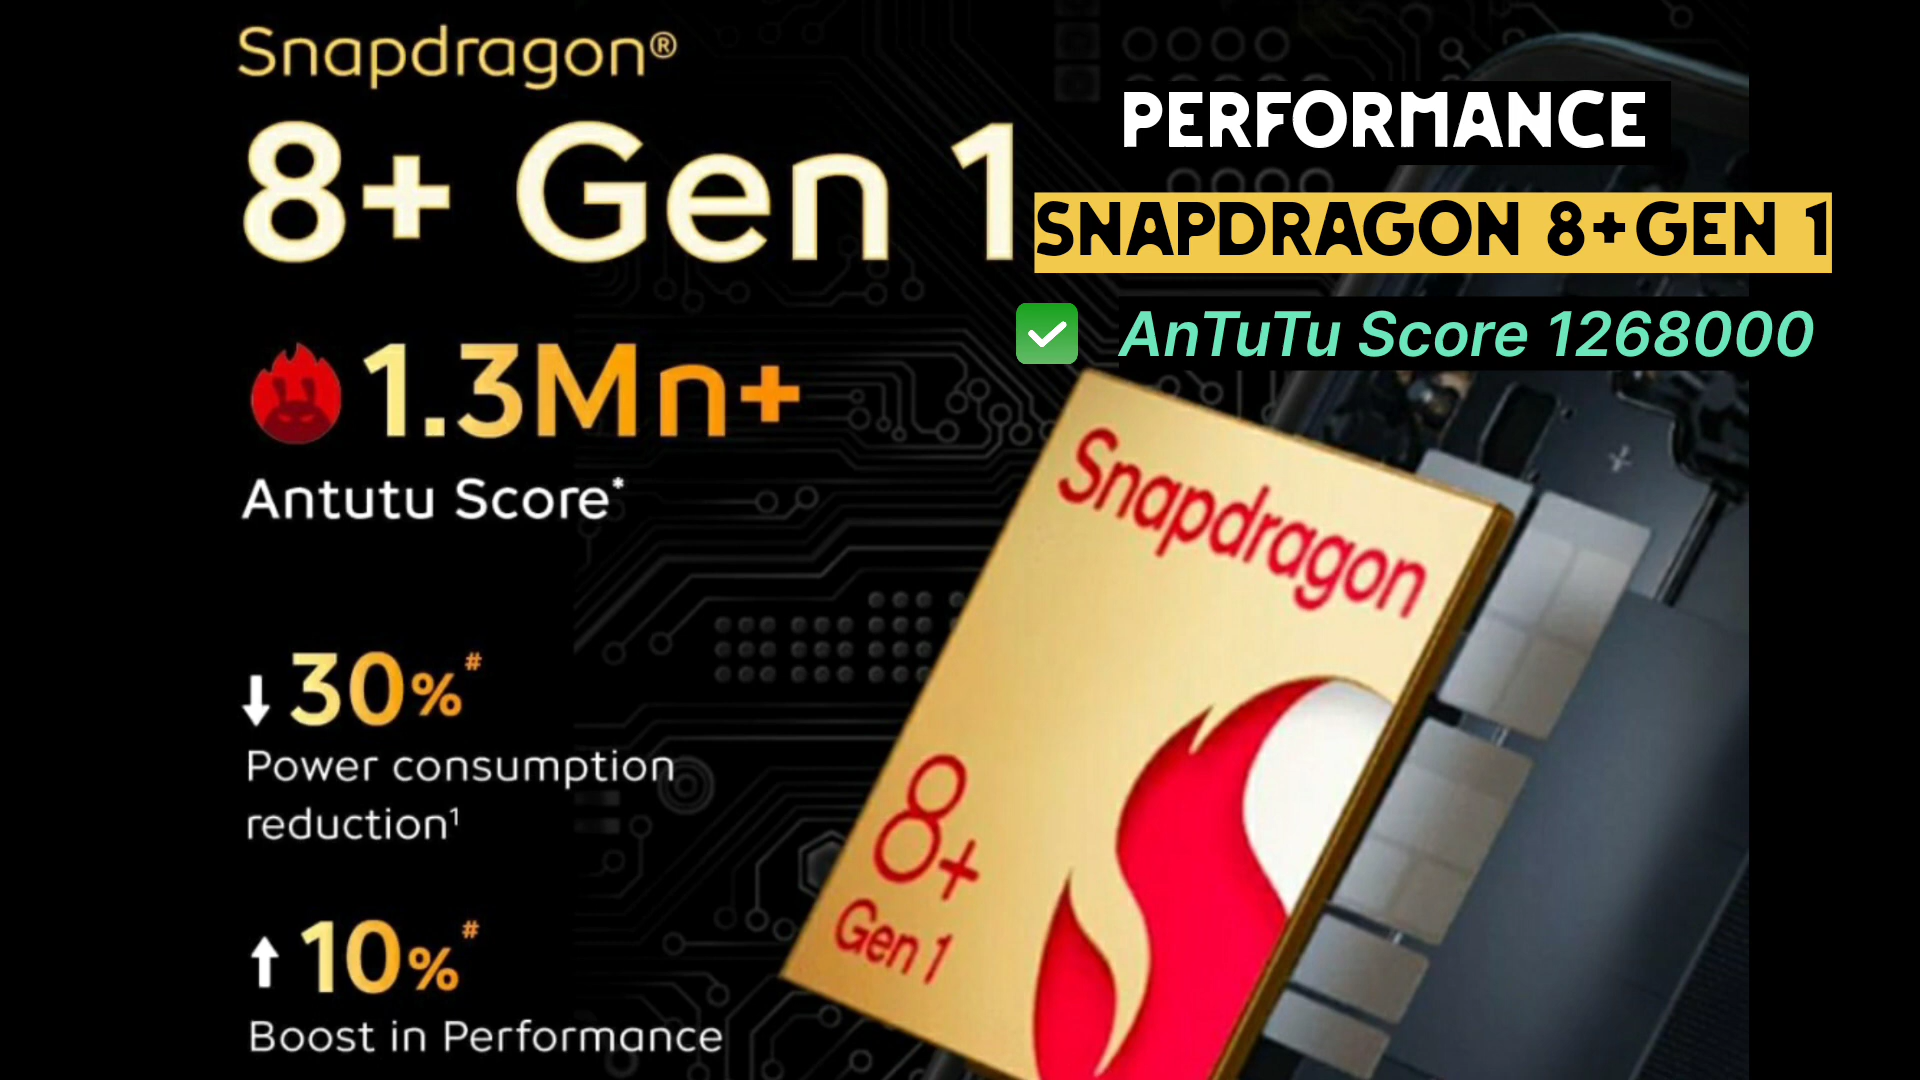 Snapdragon®
8+ Gen 1
1.3Mn+
Antutu Score*
↓ 30%#
Power consumption
reduction¹
↑ 10%#
Boost in Performance
PERFORMANCE
SNAPDRAGON 8+GEN 1
✅ AnTuTu Score 1268000
Snapdragon
8+
Gen 1